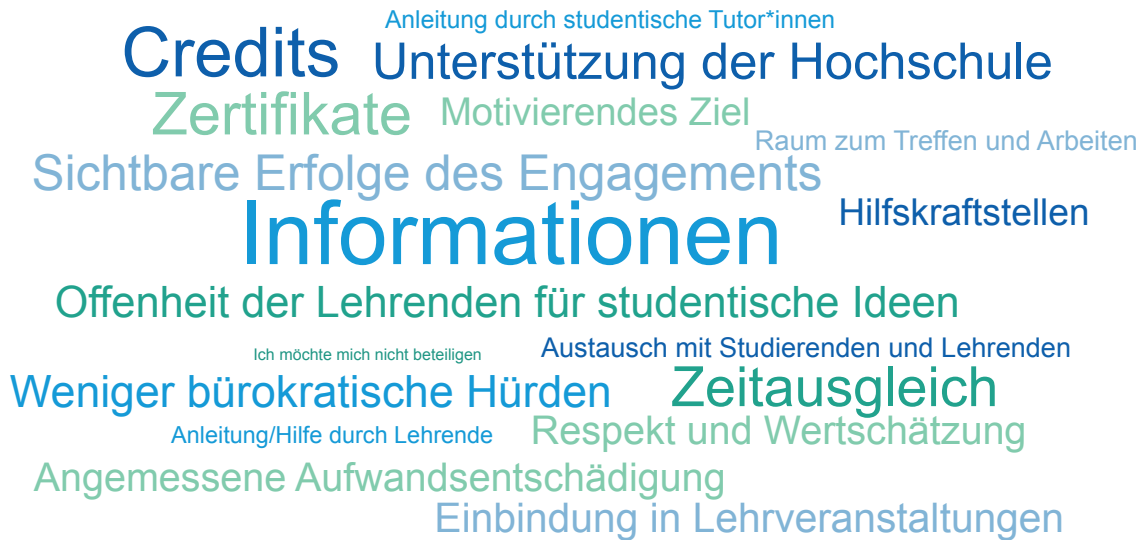 Anleitung durch studentische Tutor*innen
Credits
Unterstützung der Hochschule
Zertifikate
Motivierendes Ziel
Raum zum Treffen und Arbeiten
Sichtbare Erfolge des Engagements
Informationen
Hilfskraftstellen
Offenheit der Lehrenden für studentische Ideen
Ich möchte mich nicht beteiligen
Austausch mit Studierenden und Lehrenden
Weniger bürokratische Hürden
Zeitausgleich
Anleitung/Hilfe durch Lehrende
Respekt und Wertschätzung
Angemessene Aufwandsentschädigung
Einbindung in Lehrveranstaltungen